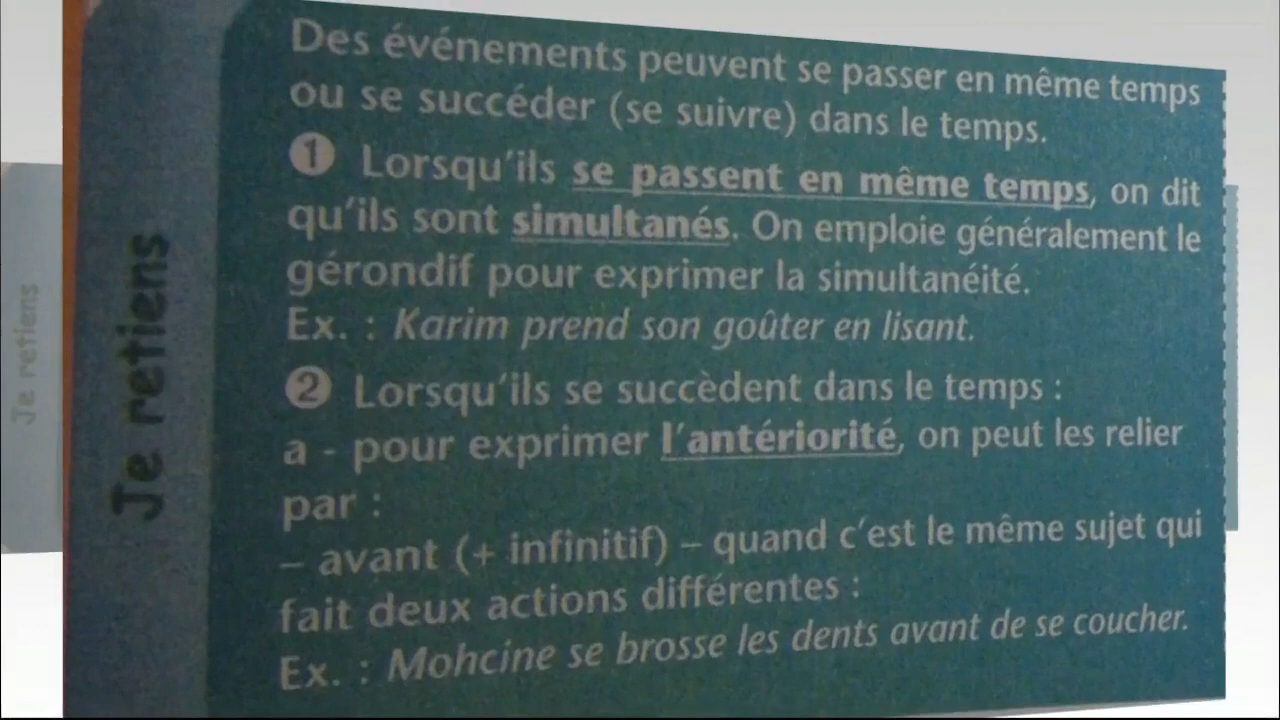 Je retiens
Des événements peuvent se passer en même temps
ou se succéder (se suivre) dans le temps.
1 Lorsqu'ils se passent en même temps, on dit
qu'ils sont simultanés. On emploie généralement le
gérondif pour exprimer la simultanéité.
Ex. : Karim prend son goûter en lisant.
2 Lorsqu'ils se succèdent dans le temps :
a - pour exprimer l'antériorité, on peut les relier
par :
– avant (+ infinitif) – quand c'est le même sujet qui
fait deux actions différentes :
Ex. : Mohcine se brosse les dents avant de se coucher.
Je retiens